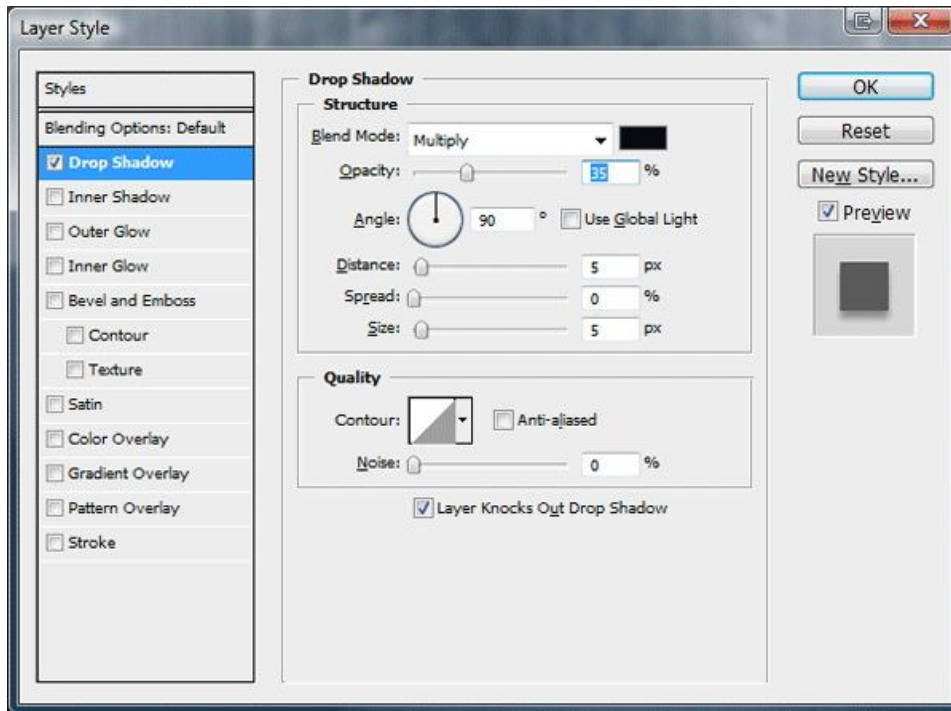 Layer Style
Styles
Blending Options: Default
Drop Shadow
Inner Shadow
Outer Glow
Inner Glow
Bevel and Emboss
Contour
Texture
Satin
Color Overlay
Gradient Overlay
Pattern Overlay
Stroke
Drop Shadow
Structure
Blend Mode: Multiply
Opacity: 35 %
Angle: 90 ° Use Global Light
Distance: 5 px
Spread: 0 %
Size: 5 px
Quality
Contour: Anti-aliased
Noise: 0 %
Layer Knocks Out Drop Shadow
OK
Reset
New Style...
Preview